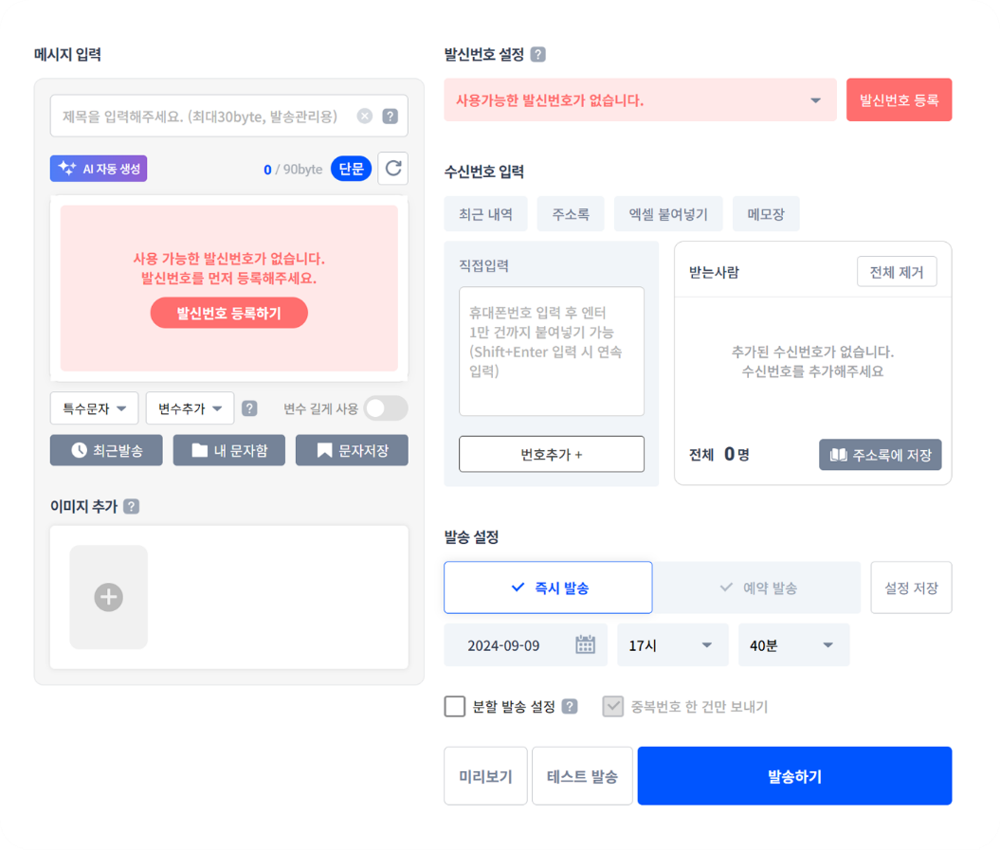 메시지 입력
제목을 입력해주세요. (최대30byte, 발송관리용)
?
AI 자동 생성
0 / 90byte
단문
사용 가능한 발신번호가 없습니다.
발신번호를 먼저 등록해주세요.
발신번호 등록하기
특수문자
변수추가
?
변수 길게 사용
최근발송
내 문자함
문자저장
이미지 추가 ?
발신번호 설정 ?
사용가능한 발신번호가 없습니다.
발신번호 등록
수신번호 입력
최근 내역
주소록
엑셀 붙여넣기
메모장
직접입력
휴대폰번호 입력 후 엔터
1만 건까지 붙여넣기 가능
(Shift+Enter 입력 시 연속
입력)
번호추가 +
받는사람
전체 제거
추가된 수신번호가 없습니다.
수신번호를 추가해주세요
전체 0명
주소록에 저장
발송 설정
즉시 발송
예약 발송
설정 저장
2024-09-09
17시
40분
분할 발송 설정 ?
중복번호 한 건만 보내기
미리보기
테스트 발송
발송하기